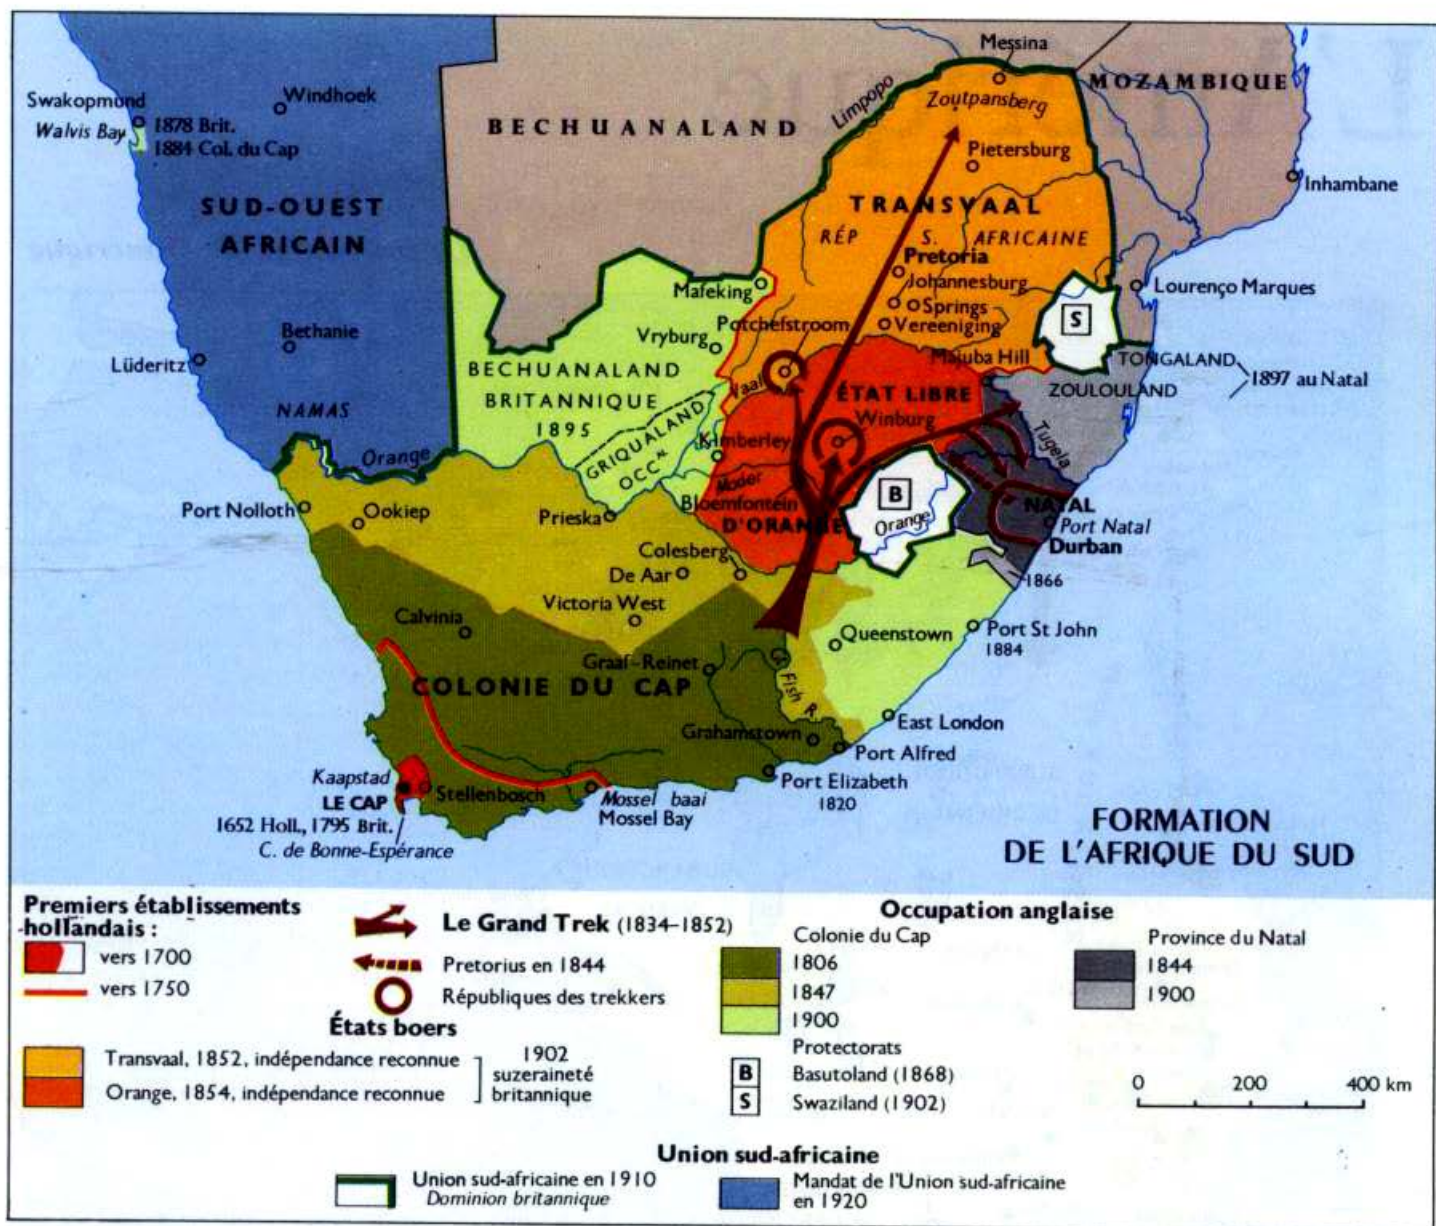 Messina
MOZAMBIQUE
Swakopmund
Windhoek
Walvis Bay
1878 Brit.
1884 Col. du Cap
BECHUANALAND
Limpopo
Zoutpansberg
Pietersburg
Inhambane
SUD-OUEST
AFRICAIN
TRANSVAAL
RÉP S. AFRICAINE
Pretoria
Johannesburg
Mafeking
Springs
Lourenço Marques
Potchefstroom
Vereeniging
S
Bethanie
Vryburg
Lüderitz
Majuba Hill
TONGALAND
BECHUANALAND
BRITANNIQUE
1895
Vaal
ÉTAT LIBRE
ZOULOULAND
1897 au Natal
NAMAS
Winburg
GRIQUALAND
OCCAL
Kimberley
Tugela
Orange
Moder
Bloemfontein
B
Port Nolloth
Ookiep
Prieska
D'ORANGE
Orange
NATAL
Port Natal
Durban
Colesberg
De Aar
1866
Victoria West
Calvinia
Queenstown
Port St John
1884
Graaf-Reinet
COLONIE DU CAP
Gt Fish R.
East London
Grahamstown
Port Alfred
Kaapstad
LE CAP
Stellenbosch
Mossel baai
Mossel Bay
Port Elizabeth
1820
1652 Holl., 1795 Brit.
C. de Bonne-Espérance
FORMATION
DE L'AFRIQUE DU SUD
Premiers établissements
hollandais :
vers 1700
vers 1750
Le Grand Trek (1834–1852)
Pretorius en 1844
Républiques des trekkers
États boers
Transvaal, 1852, indépendance reconnue
Orange, 1854, indépendance reconnue
1902
suzeraineté
britannique
Occupation anglaise
Colonie du Cap
1806
1847
1900
Province du Natal
1844
1900
Protectorats
B Basutoland (1868)
S Swaziland (1902)
0 200 400 km
Union sud-africaine
Union sud-africaine en 1910
Dominion britannique
Mandat de l'Union sud-africaine
en 1920